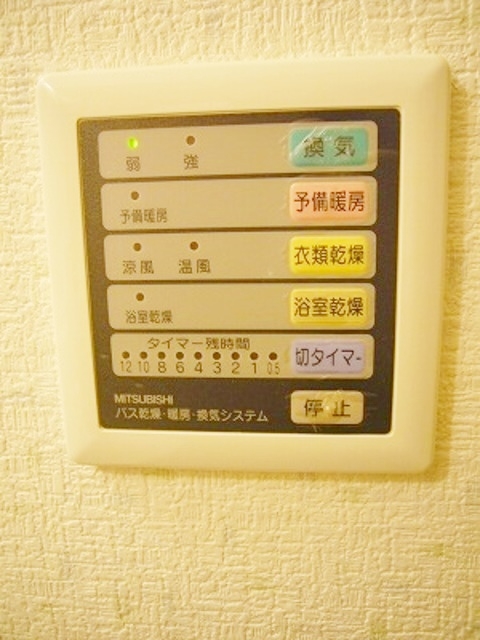 弱 強 換気
予備暖房 予備暖房
涼風 温風 衣類乾燥
浴室乾燥 浴室乾燥
タイマー残時間
12 10 8 6 4 3 2 1 0.5 切タイマー
MITSUBISHI
バス乾燥・暖房・換気システム 停止